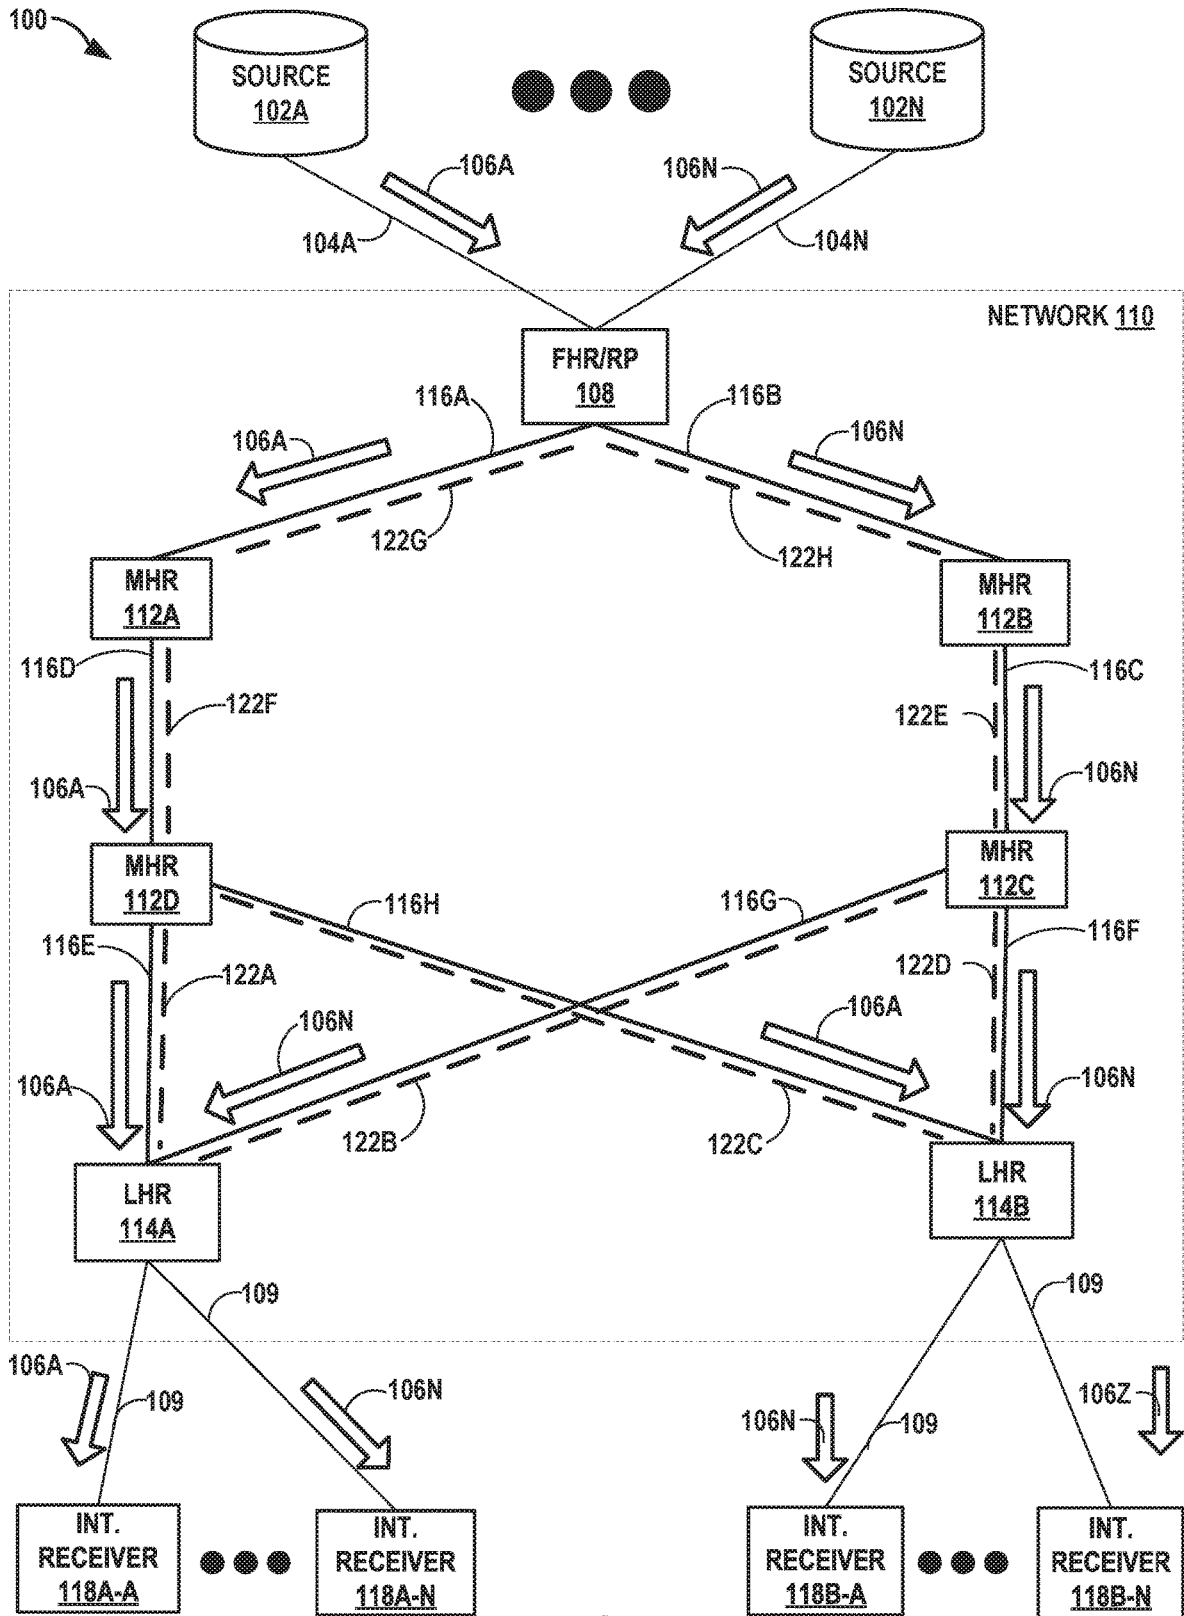 100
SOURCE
102A
SOURCE
102N
106A
106N
104A
104N
NETWORK 110
FHR/RP
108
116A
116B
106A
106N
122G
122H
MHR
112A
MHR
112B
116D
116C
122F
122E
106A
106N
MHR
112D
MHR
112C
116H
116G
116E
116F
122A
122D
106N
106A
106A
106N
122B
122C
LHR
114A
LHR
114B
109
109
106A
109
106N
106N
109
106Z
INT.
RECEIVER
118A-A
INT.
RECEIVER
118A-N
INT.
RECEIVER
118B-A
INT.
RECEIVER
118B-N